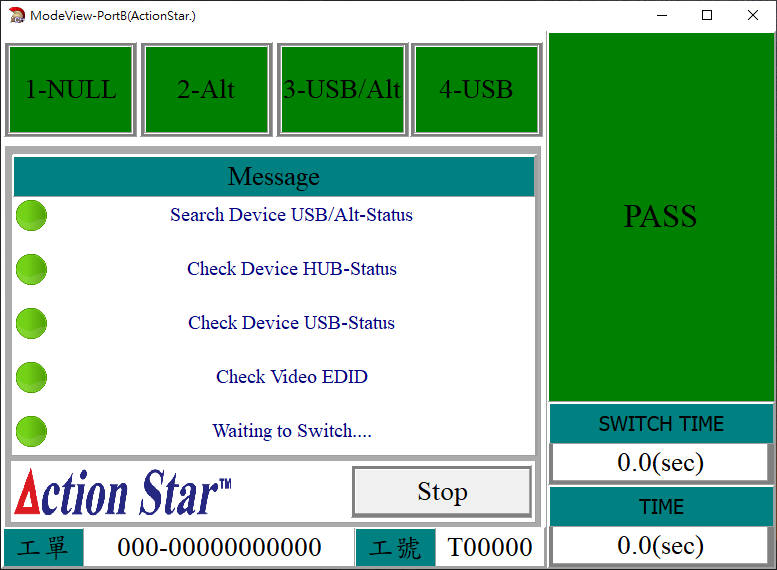 ModeView-PortB(ActionStar.)
1-NULL 2-Alt 3-USB/Alt 4-USB
Message
Search Device USB/Alt-Status
Check Device HUB-Status
Check Device USB-Status
Check Video EDID
Waiting to Switch....
Action Star™
Stop
工單 000-00000000000 工號 T00000
PASS
SWITCH TIME
0.0(sec)
TIME
0.0(sec)